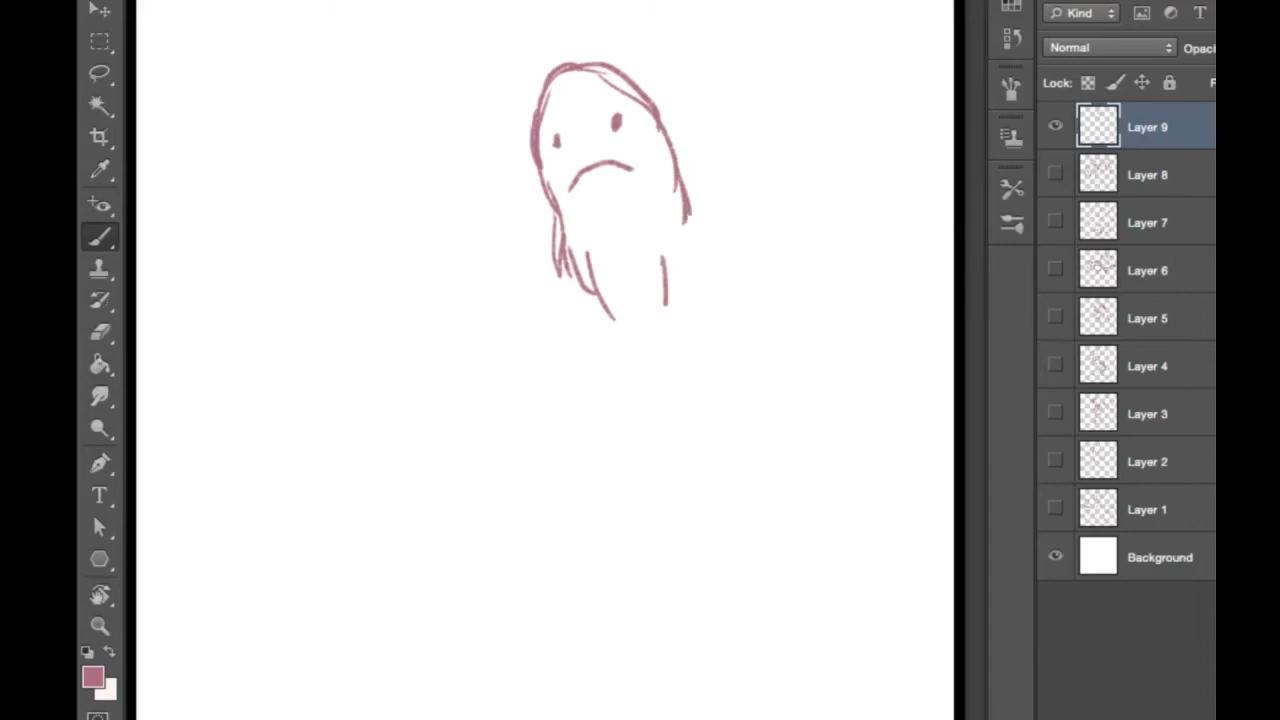 Kind
T
Normal
Opaci
Lock:
F
Layer 9
Layer 8
Layer 7
Layer 6
Layer 5
Layer 4
Layer 3
Layer 2
Layer 1
Background
T